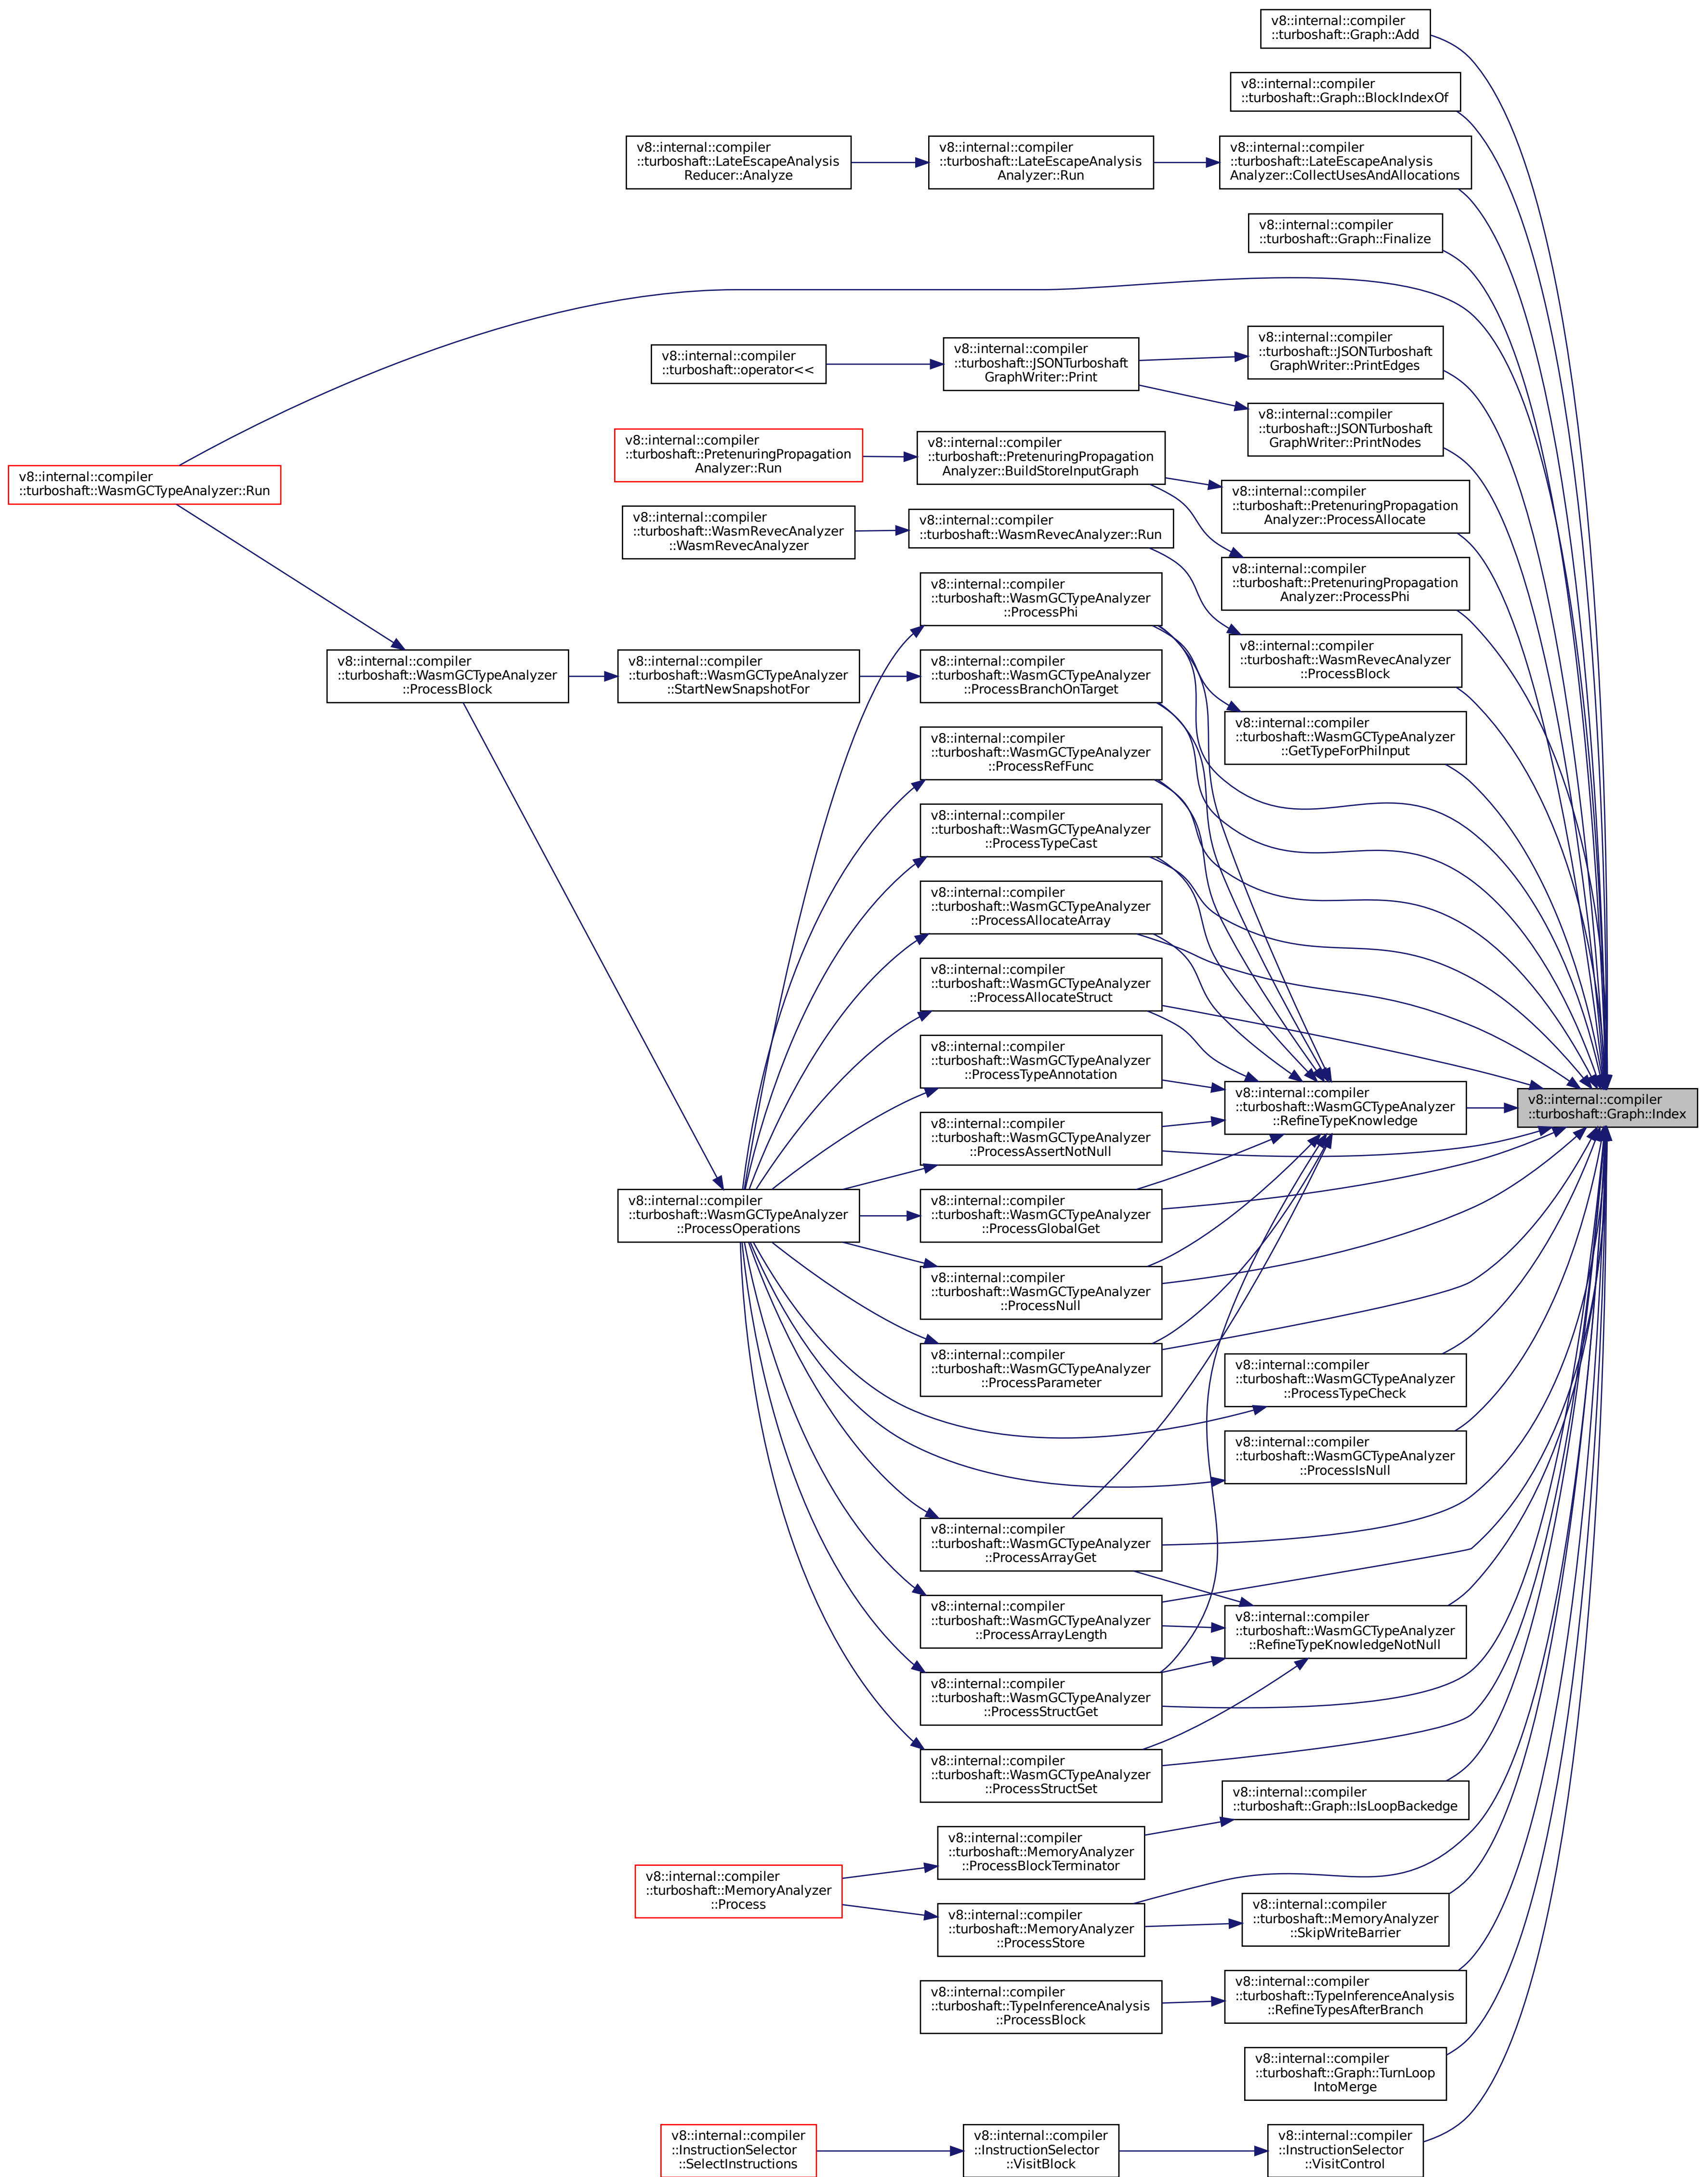 v8::internal::compiler
::turboshaft::Graph::Add
v8::internal::compiler
::turboshaft::Graph::BlockIndexOf
v8::internal::compiler
::turboshaft::LateEscapeAnalysis
Reducer::Analyze
v8::internal::compiler
::turboshaft::LateEscapeAnalysis
Analyzer::Run
v8::internal::compiler
::turboshaft::LateEscapeAnalysis
Analyzer::CollectUsesAndAllocations
v8::internal::compiler
::turboshaft::Graph::Finalize
v8::internal::compiler
::turboshaft::operator<<
v8::internal::compiler
::turboshaft::JSONTurboshaft
GraphWriter::Print
v8::internal::compiler
::turboshaft::JSONTurboshaft
GraphWriter::PrintEdges
v8::internal::compiler
::turboshaft::JSONTurboshaft
GraphWriter::PrintNodes
v8::internal::compiler
::turboshaft::PretenuringPropagation
Analyzer::Run
v8::internal::compiler
::turboshaft::PretenuringPropagation
Analyzer::BuildStoreInputGraph
v8::internal::compiler
::turboshaft::WasmGCTypeAnalyzer::Run
v8::internal::compiler
::turboshaft::PretenuringPropagation
Analyzer::ProcessAllocate
v8::internal::compiler
::turboshaft::WasmRevecAnalyzer
::WasmRevecAnalyzer
v8::internal::compiler
::turboshaft::WasmRevecAnalyzer::Run
v8::internal::compiler
::turboshaft::PretenuringPropagation
Analyzer::ProcessPhi
v8::internal::compiler
::turboshaft::WasmGCTypeAnalyzer
::ProcessPhi
v8::internal::compiler
::turboshaft::WasmRevecAnalyzer
::ProcessBlock
v8::internal::compiler
::turboshaft::WasmGCTypeAnalyzer
::ProcessBlock
v8::internal::compiler
::turboshaft::WasmGCTypeAnalyzer
::StartNewSnapshotFor
v8::internal::compiler
::turboshaft::WasmGCTypeAnalyzer
::ProcessBranchOnTarget
v8::internal::compiler
::turboshaft::WasmGCTypeAnalyzer
::GetTypeForPhiInput
v8::internal::compiler
::turboshaft::WasmGCTypeAnalyzer
::ProcessRefFunc
v8::internal::compiler
::turboshaft::WasmGCTypeAnalyzer
::ProcessTypeCast
v8::internal::compiler
::turboshaft::WasmGCTypeAnalyzer
::ProcessAllocateArray
v8::internal::compiler
::turboshaft::WasmGCTypeAnalyzer
::ProcessAllocateStruct
v8::internal::compiler
::turboshaft::WasmGCTypeAnalyzer
::ProcessTypeAnnotation
v8::internal::compiler
::turboshaft::WasmGCTypeAnalyzer
::RefineTypeKnowledge
v8::internal::compiler
::turboshaft::Graph::Index
v8::internal::compiler
::turboshaft::WasmGCTypeAnalyzer
::ProcessAssertNotNull
v8::internal::compiler
::turboshaft::WasmGCTypeAnalyzer
::ProcessOperations
v8::internal::compiler
::turboshaft::WasmGCTypeAnalyzer
::ProcessGlobalGet
v8::internal::compiler
::turboshaft::WasmGCTypeAnalyzer
::ProcessNull
v8::internal::compiler
::turboshaft::WasmGCTypeAnalyzer
::ProcessParameter
v8::internal::compiler
::turboshaft::WasmGCTypeAnalyzer
::ProcessTypeCheck
v8::internal::compiler
::turboshaft::WasmGCTypeAnalyzer
::ProcessIsNull
v8::internal::compiler
::turboshaft::WasmGCTypeAnalyzer
::ProcessArrayGet
v8::internal::compiler
::turboshaft::WasmGCTypeAnalyzer
::ProcessArrayLength
v8::internal::compiler
::turboshaft::WasmGCTypeAnalyzer
::RefineTypeKnowledgeNotNull
v8::internal::compiler
::turboshaft::WasmGCTypeAnalyzer
::ProcessStructGet
v8::internal::compiler
::turboshaft::WasmGCTypeAnalyzer
::ProcessStructSet
v8::internal::compiler
::turboshaft::Graph::IsLoopBackedge
v8::internal::compiler
::turboshaft::MemoryAnalyzer
::ProcessBlockTerminator
v8::internal::compiler
::turboshaft::MemoryAnalyzer
::Process
v8::internal::compiler
::turboshaft::MemoryAnalyzer
::ProcessStore
v8::internal::compiler
::turboshaft::MemoryAnalyzer
::SkipWriteBarrier
v8::internal::compiler
::turboshaft::TypeInferenceAnalysis
::ProcessBlock
v8::internal::compiler
::turboshaft::TypeInferenceAnalysis
::RefineTypesAfterBranch
v8::internal::compiler
::turboshaft::Graph::TurnLoop
IntoMerge
v8::internal::compiler
::InstructionSelector
::SelectInstructions
v8::internal::compiler
::InstructionSelector
::VisitBlock
v8::internal::compiler
::InstructionSelector
::VisitControl